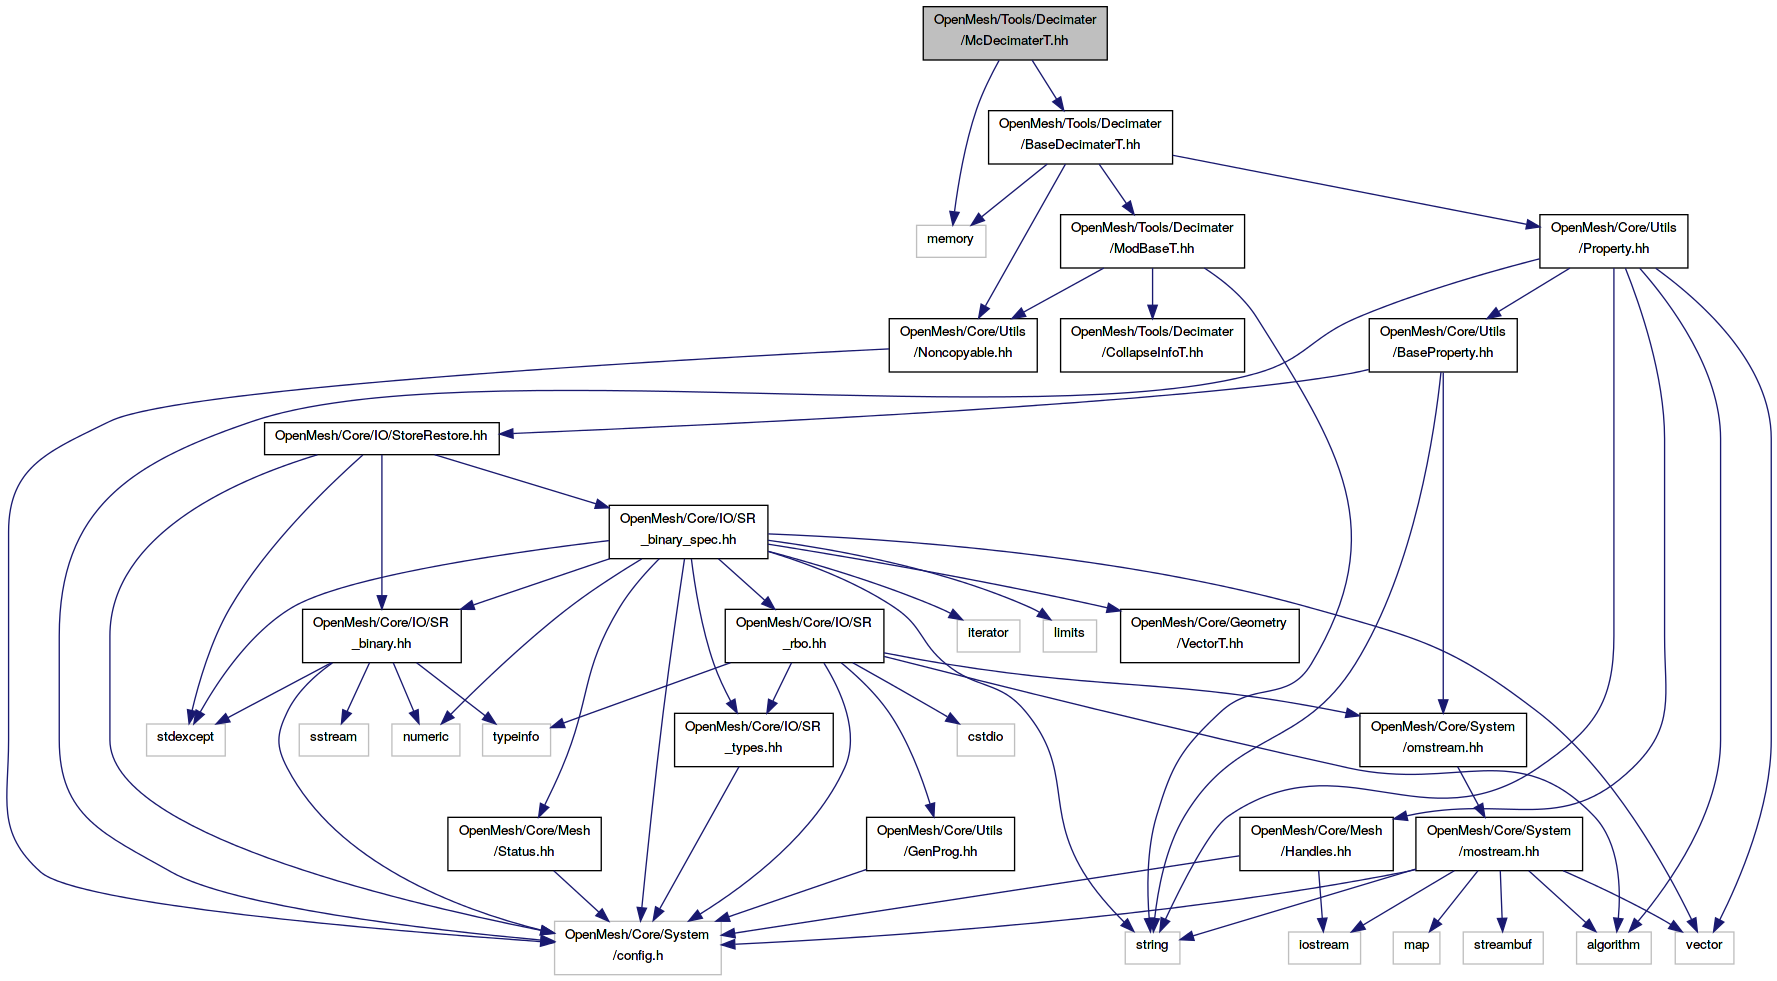 OpenMesh/Tools/Decimater
/McDecimaterT.hh
OpenMesh/Tools/Decimater
/BaseDecimaterT.hh
memory
OpenMesh/Tools/Decimater
/ModBaseT.hh
OpenMesh/Core/Utils
/Property.hh
OpenMesh/Core/Utils
/Noncopyable.hh
OpenMesh/Tools/Decimater
/CollapseInfoT.hh
OpenMesh/Core/Utils
/BaseProperty.hh
OpenMesh/Core/IO/StoreRestore.hh
OpenMesh/Core/IO/SR
_binary_spec.hh
OpenMesh/Core/IO/SR
_binary.hh
OpenMesh/Core/IO/SR
_rbo.hh
iterator
limits
OpenMesh/Core/Geometry
/VectorT.hh
stdexcept
sstream
numeric
typeinfo
OpenMesh/Core/IO/SR
_types.hh
cstdio
OpenMesh/Core/System
/omstream.hh
OpenMesh/Core/Mesh
/Status.hh
OpenMesh/Core/Utils
/GenProg.hh
OpenMesh/Core/Mesh
/Handles.hh
OpenMesh/Core/System
/mostream.hh
OpenMesh/Core/System
/config.h
string
iostream
map
streambuf
algorithm
vector